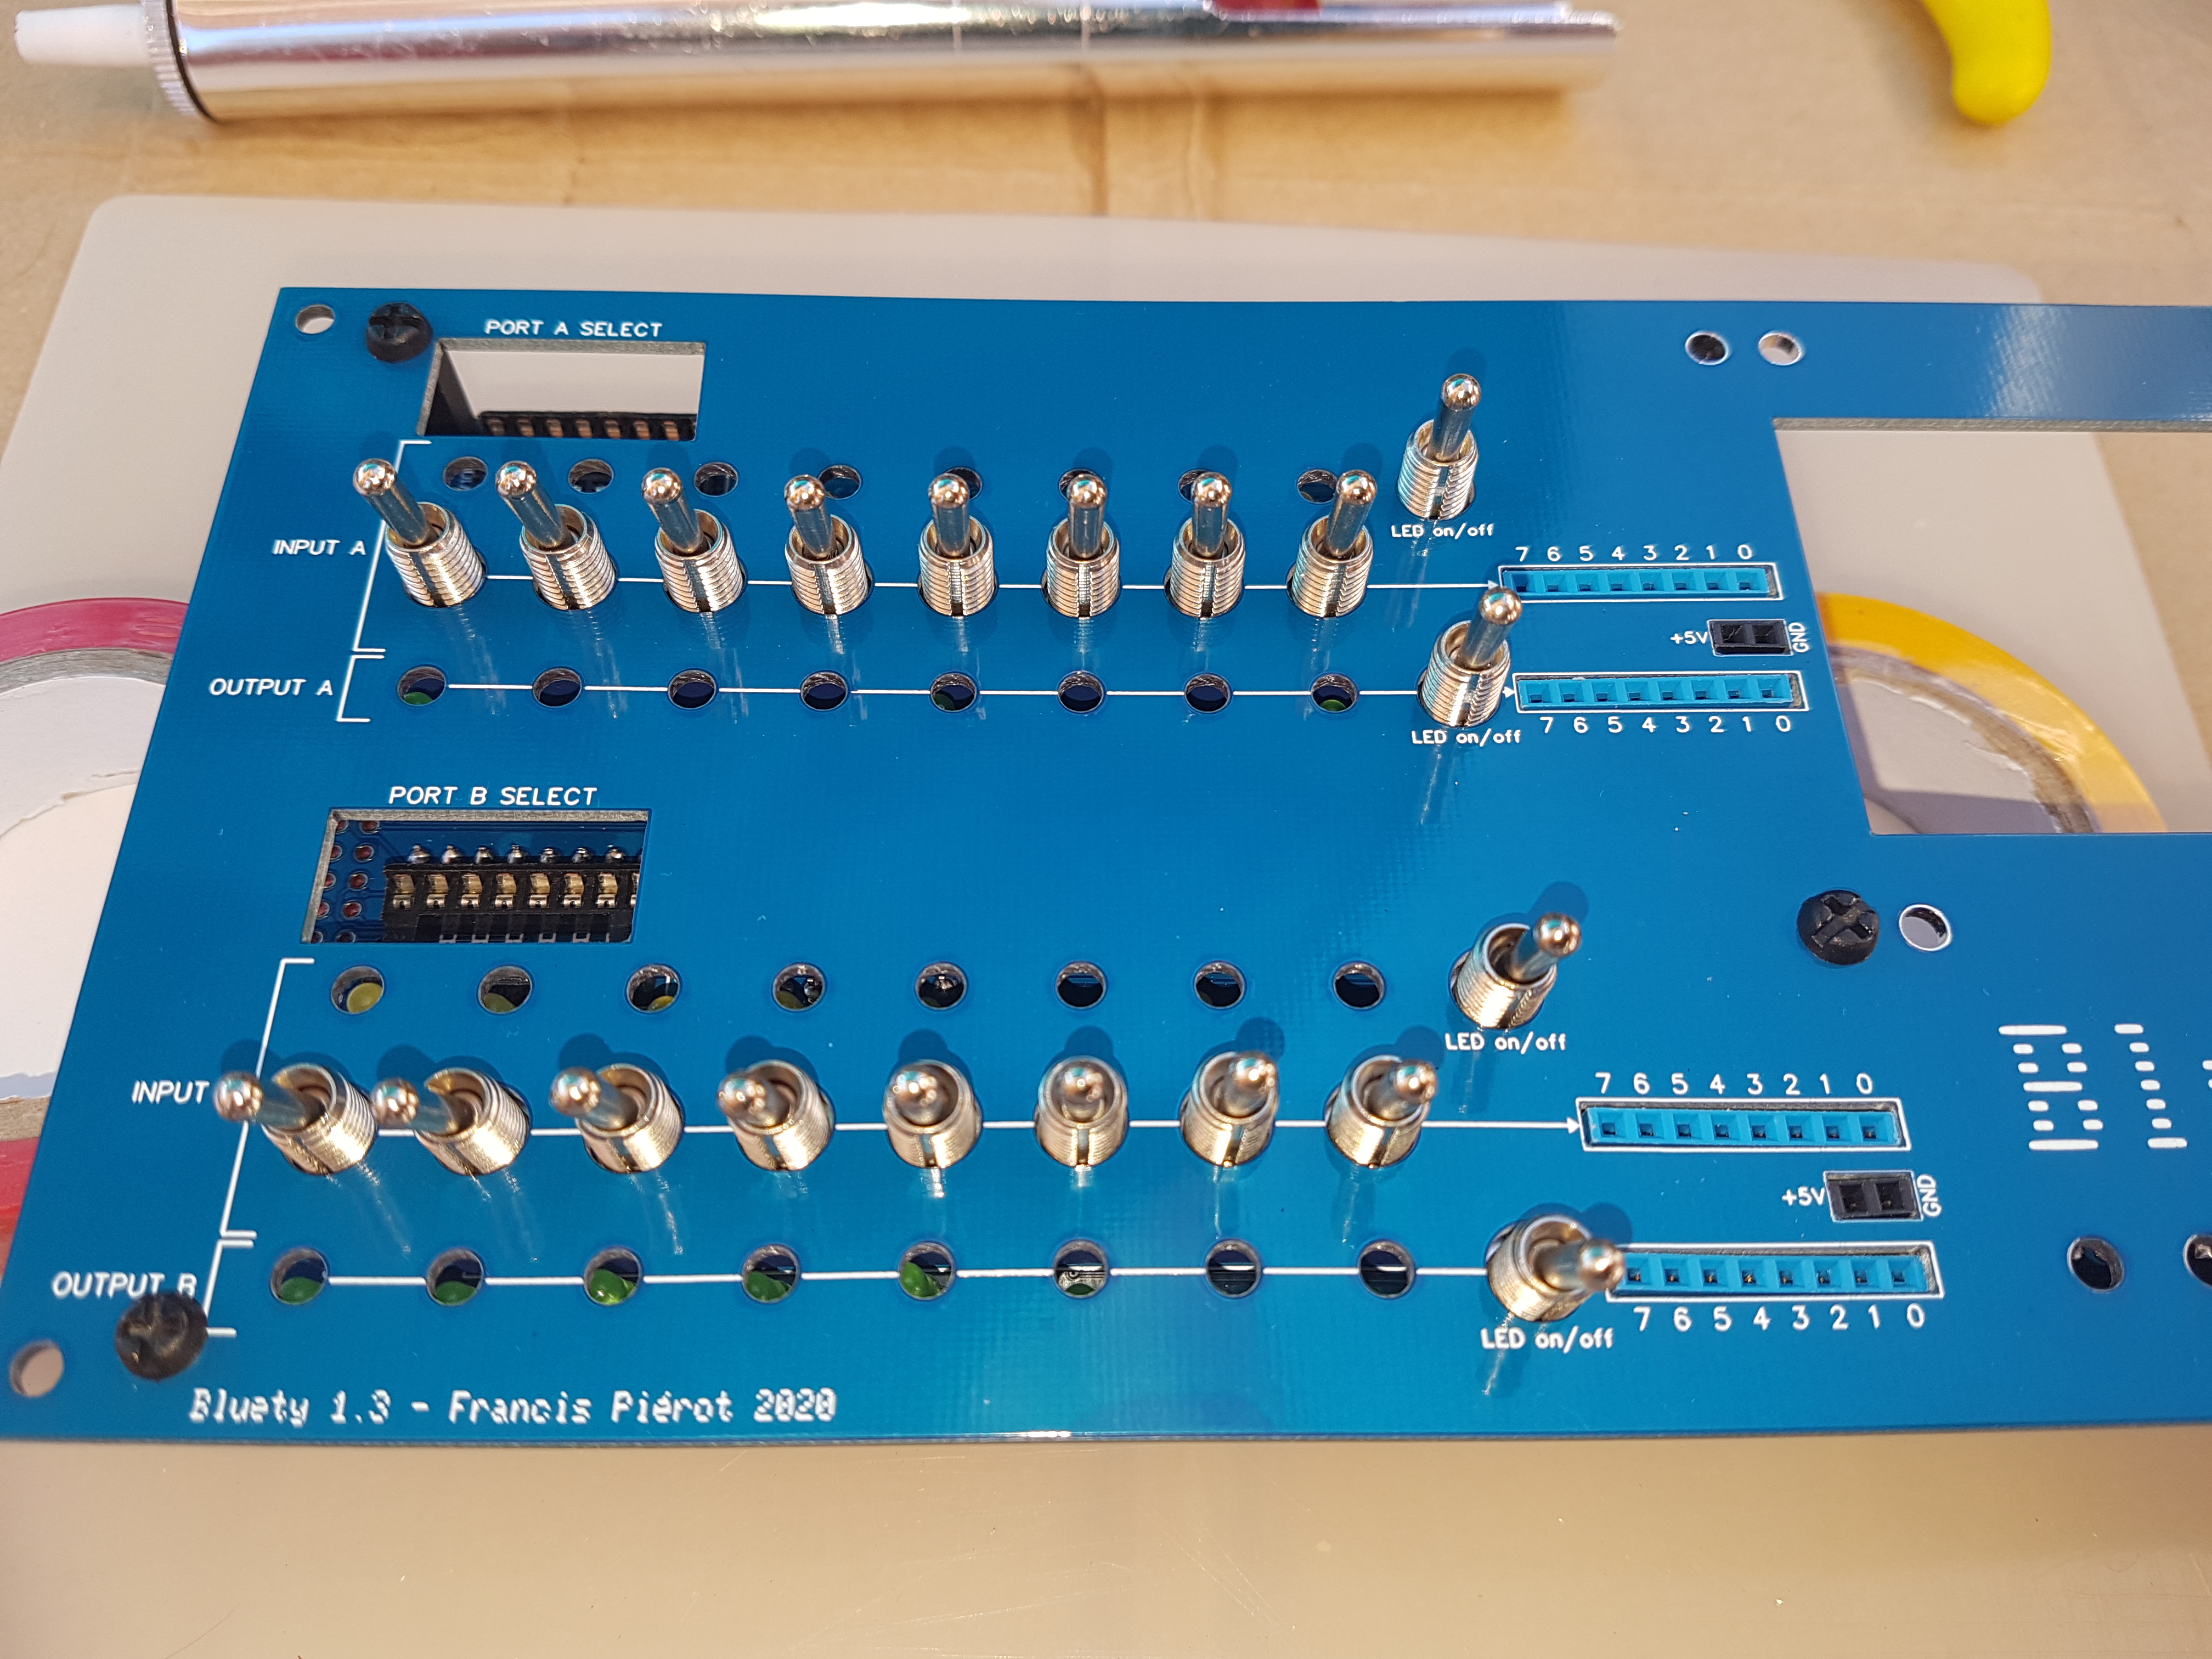 PORT A SELECT
INPUT A
LED on/off
7 6 5 4 3 2 1 0
+5V GND
OUTPUT A
LED on/off
7 6 5 4 3 2 1 0
PORT B SELECT
INPUT
LED on/off
7 6 5 4 3 2 1 0
+5V GND
OUTPUT B
LED on/off
7 6 5 4 3 2 1 0
Bluety 1.3 - Francis Piérot 2020